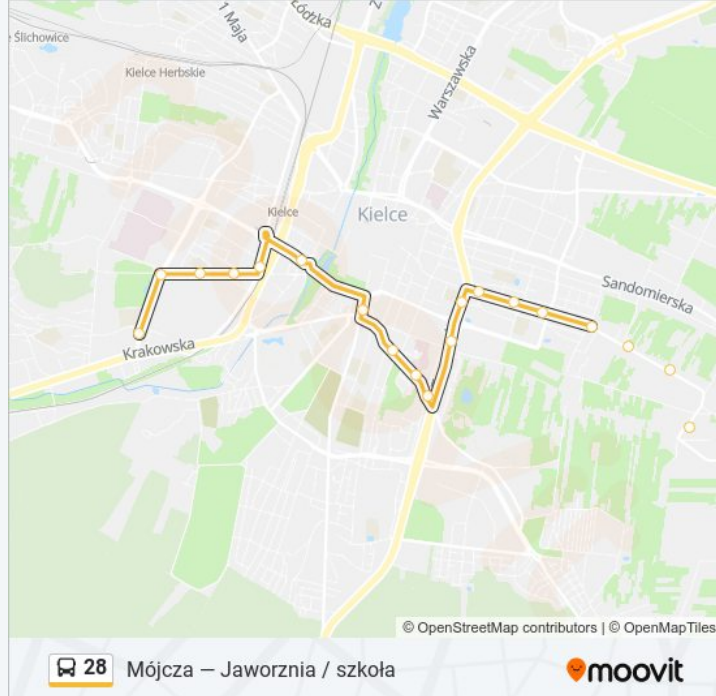 Łódzka
1 Maja
Z
e Ślichowice
Kielce Herbskie
Warszawska
Kielce
Kielce
Sandomierska
Krakowska
© OpenStreetMap contributors | © OpenMapTiles
28 Mójcza — Jaworznia / szkoła
moovit